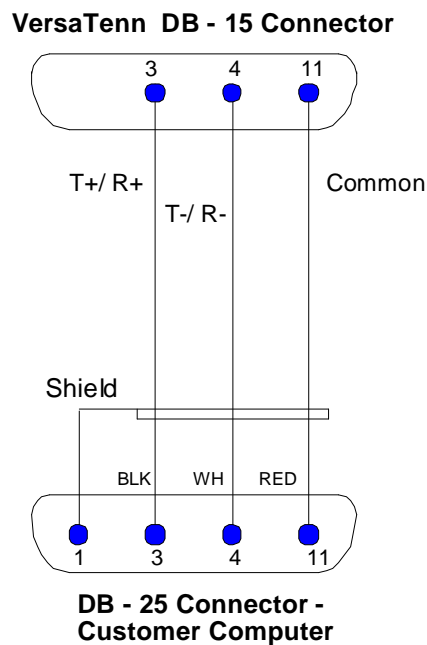 VersaTenn DB - 15 Connector
3 4 11
T+/ R+
Common
T-/ R-
Shield
BLK WH RED
1 3 4 11
DB - 25 Connector -
Customer Computer